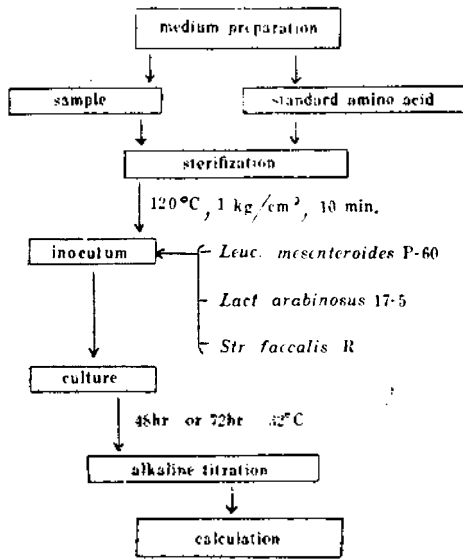 medium preparation
sample
standard amino acid
sterifization
120°C, 1 kg/cm², 10 min.
inoculum
Leuc. mesenteroides P-60
Lact arabinosus 17-5
Str faecalis R
culture
48hr or 72hr 32°C
alkaline titration
calculation